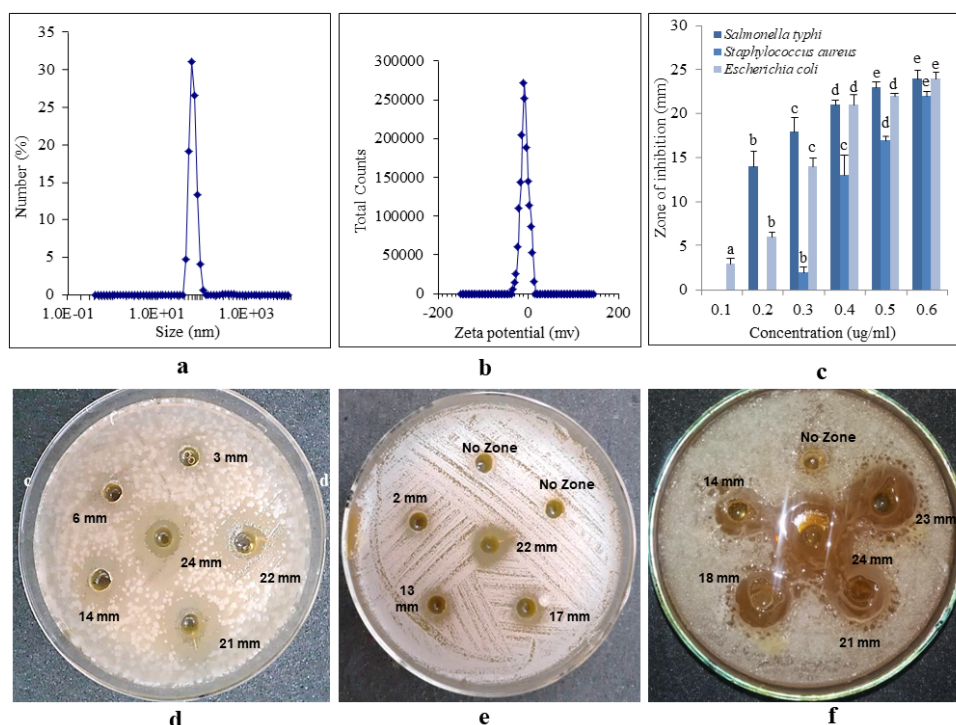 35
30
25
20
15
10
5
0
Number (%)
1.0E-01 1.0E+01 1.0E+03
Size (nm)
a
300000
250000
200000
150000
100000
50000
0
Total Counts
-200 0 200
Zeta potential (mv)
b
30
25
20
15
10
5
0
Zone of inhibition (mm)
Salmonella typhi
Staphylococcus aureus
Escherichia coli
a
b b
c b c
d c d
e d d
e e e
0.1 0.2 0.3 0.4 0.5 0.6
Concentration (ug/ml)
c
3 mm
6 mm
24 mm
22 mm
14 mm
21 mm
c
d
d
No Zone
No Zone
2 mm
22 mm
13
mm
17 mm
e
No Zone
14 mm
23 mm
24 mm
18 mm
21 mm
f